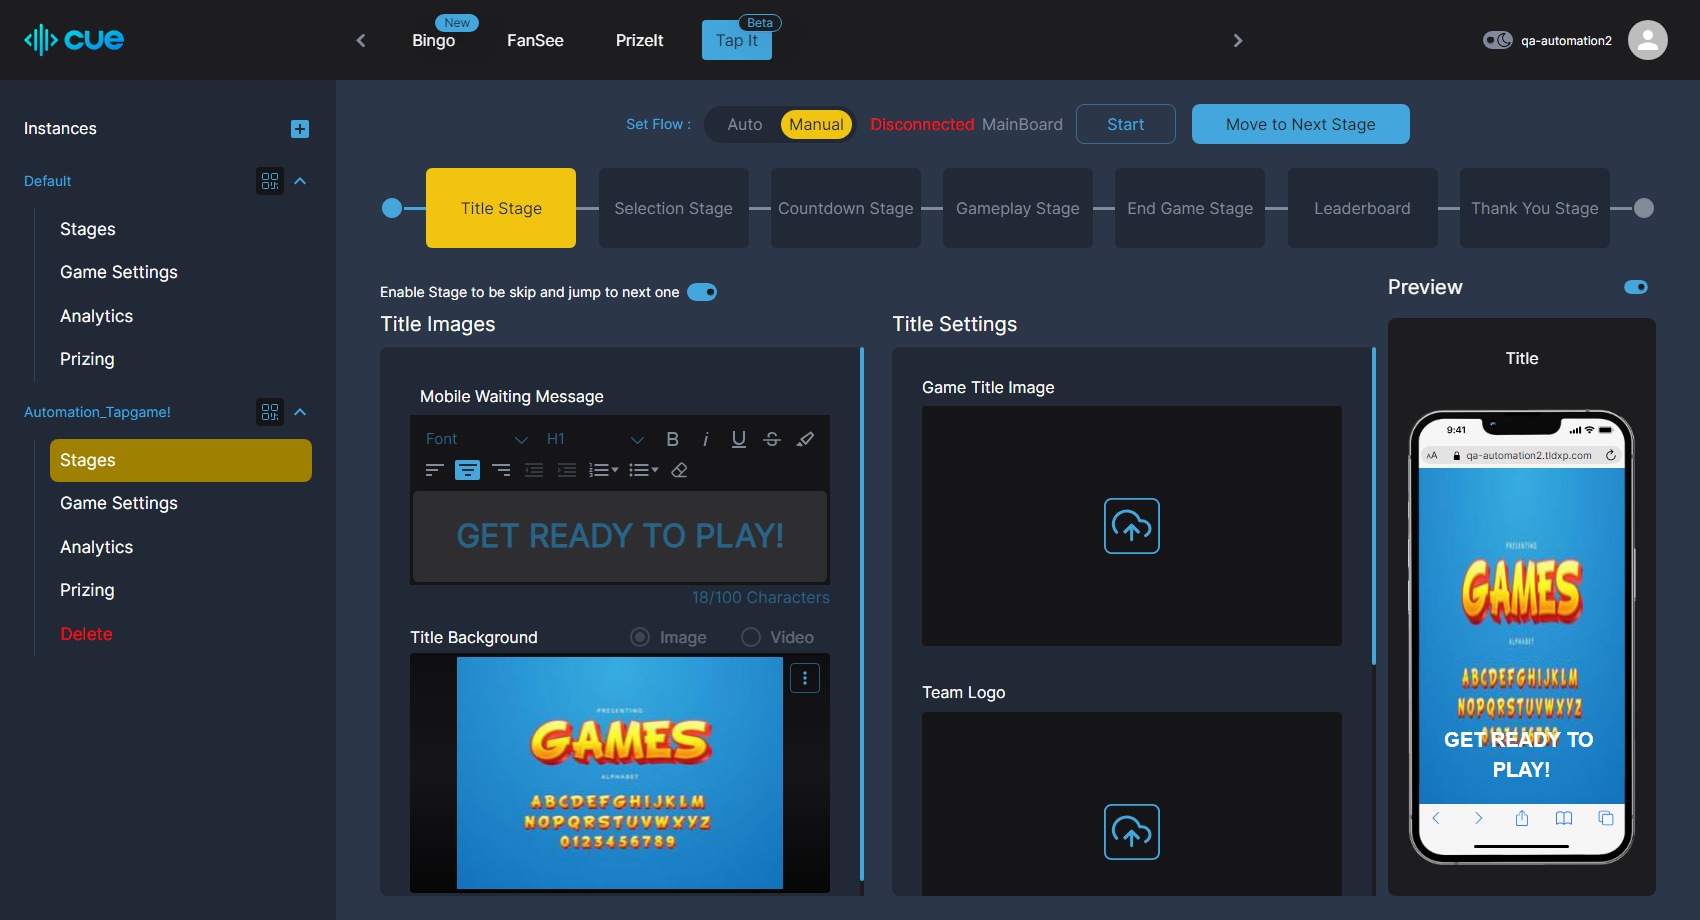 cue
Bingo
New
FanSee
PrizeIt
Tap It
Beta
qa-automation2
Instances
Default
Stages
Game Settings
Analytics
Prizing
Automation_Tapgame!
Stages
Game Settings
Analytics
Prizing
Delete
Set Flow :
Auto
Manual
Disconnected MainBoard
Start
Move to Next Stage
Title Stage
Selection Stage
Countdown Stage
Gameplay Stage
End Game Stage
Leaderboard
Thank You Stage
Enable Stage to be skip and jump to next one
Title Images
Mobile Waiting Message
Font
H1
B
i
U
S
GET READY TO PLAY!
18/100 Characters
Title Background
Image
Video
PRESENTING
GAMES
ALPHABET
ABCDEFGHIJKLM
NOPQRSTUVWXYZ
0123456789
Title Settings
Game Title Image
Team Logo
Preview
Title
9:41
AA
qa-automation2.tldxp.com
PRESENTING
GAMES
ALPHABET
ABCDEFGHIJKLM
NOPQRSTUVWXYZ
GET READY TO
PLAY!